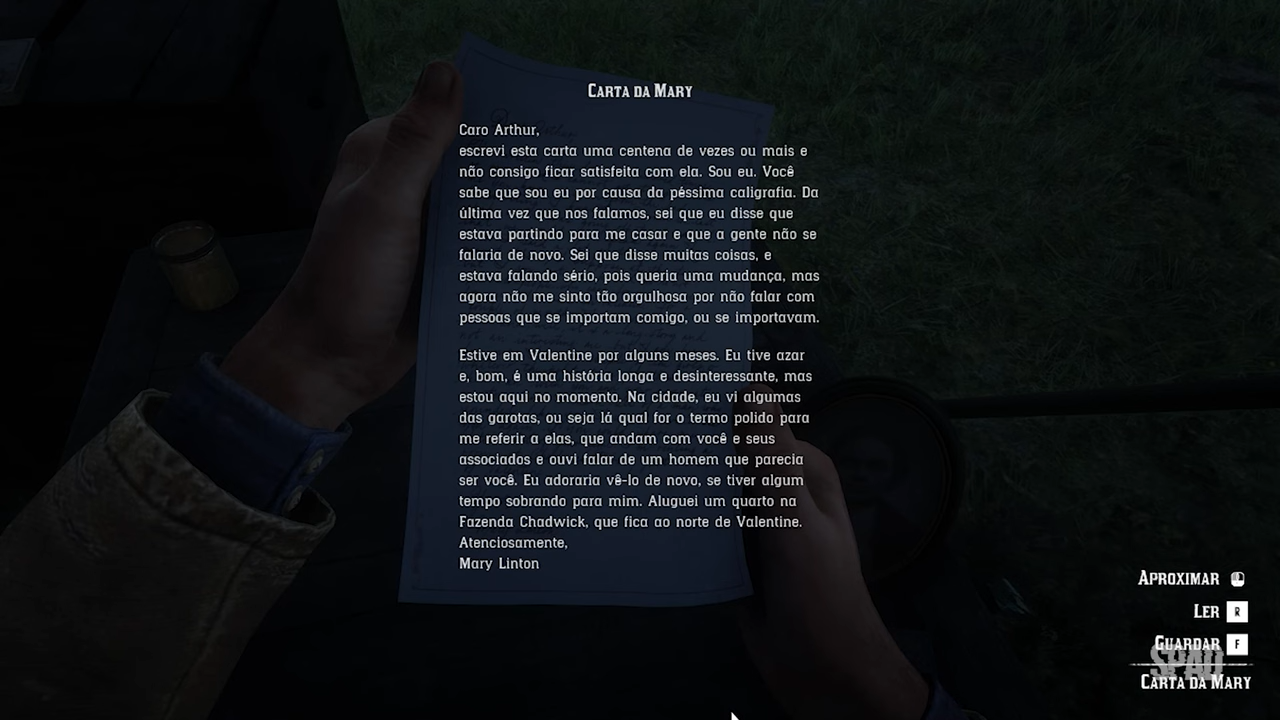 Carta da Mary
Caro Arthur,
escrevi esta carta uma centena de vezes ou mais e
não consigo ficar satisfeita com ela. Sou eu. Você
sabe que sou eu por causa da péssima caligrafia. Da
última vez que nos falamos, sei que eu disse que
estava partindo para me casar e que a gente não se
falaria de novo. Sei que disse muitas coisas, e
estava falando sério, pois queria uma mudança, mas
agora não me sinto tão orgulhosa por não falar com
pessoas que se importam comigo, ou se importavam.
Estive em Valentine por alguns meses. Eu tive azar
e, bom, é uma história longa e desinteressante, mas
estou aqui no momento. Na cidade, eu vi algumas
das garotas, ou seja lá qual for o termo polido para
me referir a elas, que andam com você e seus
associados e ouvi falar de um homem que parecia
ser você. Eu adoraria vê-lo de novo, se tiver algum
tempo sobrando para mim. Aluguei um quarto na
Fazenda Chadwick, que fica ao norte de Valentine.
Atenciosamente,
Mary Linton
Aproximar
Ler R
Guardar F
SPAU
Carta da Mary